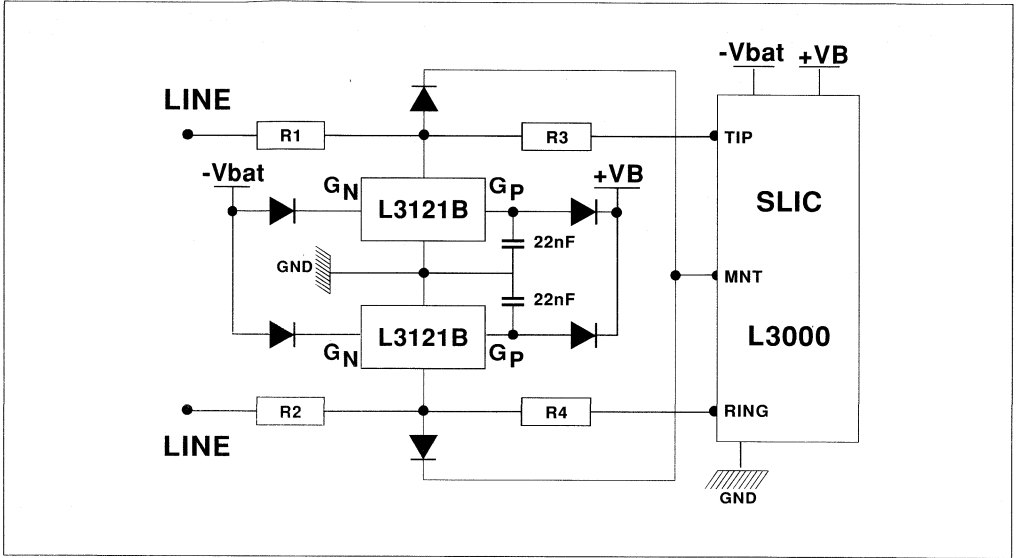 -Vbat +VB
LINE
R1
R3
TIP
-Vbat
GN
GP
+VB
L3121B
SLIC
22nF
GND
MNT
22nF
L3121B
GN
GP
L3000
R2
R4
RING
LINE
GND